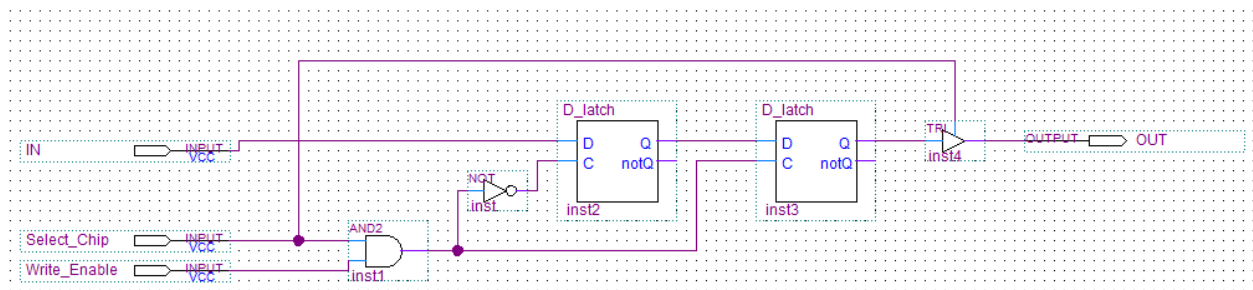 D_latch
D_latch
TRI
IN
INPUT
VCC
D
Q
C
notQ
D
Q
C
notQ
inst4
OUTPUT
OUT
NOT
inst
inst2
inst3
Select_Chip
INPUT
VCC
AND2
Write_Enable
INPUT
VCC
inst1